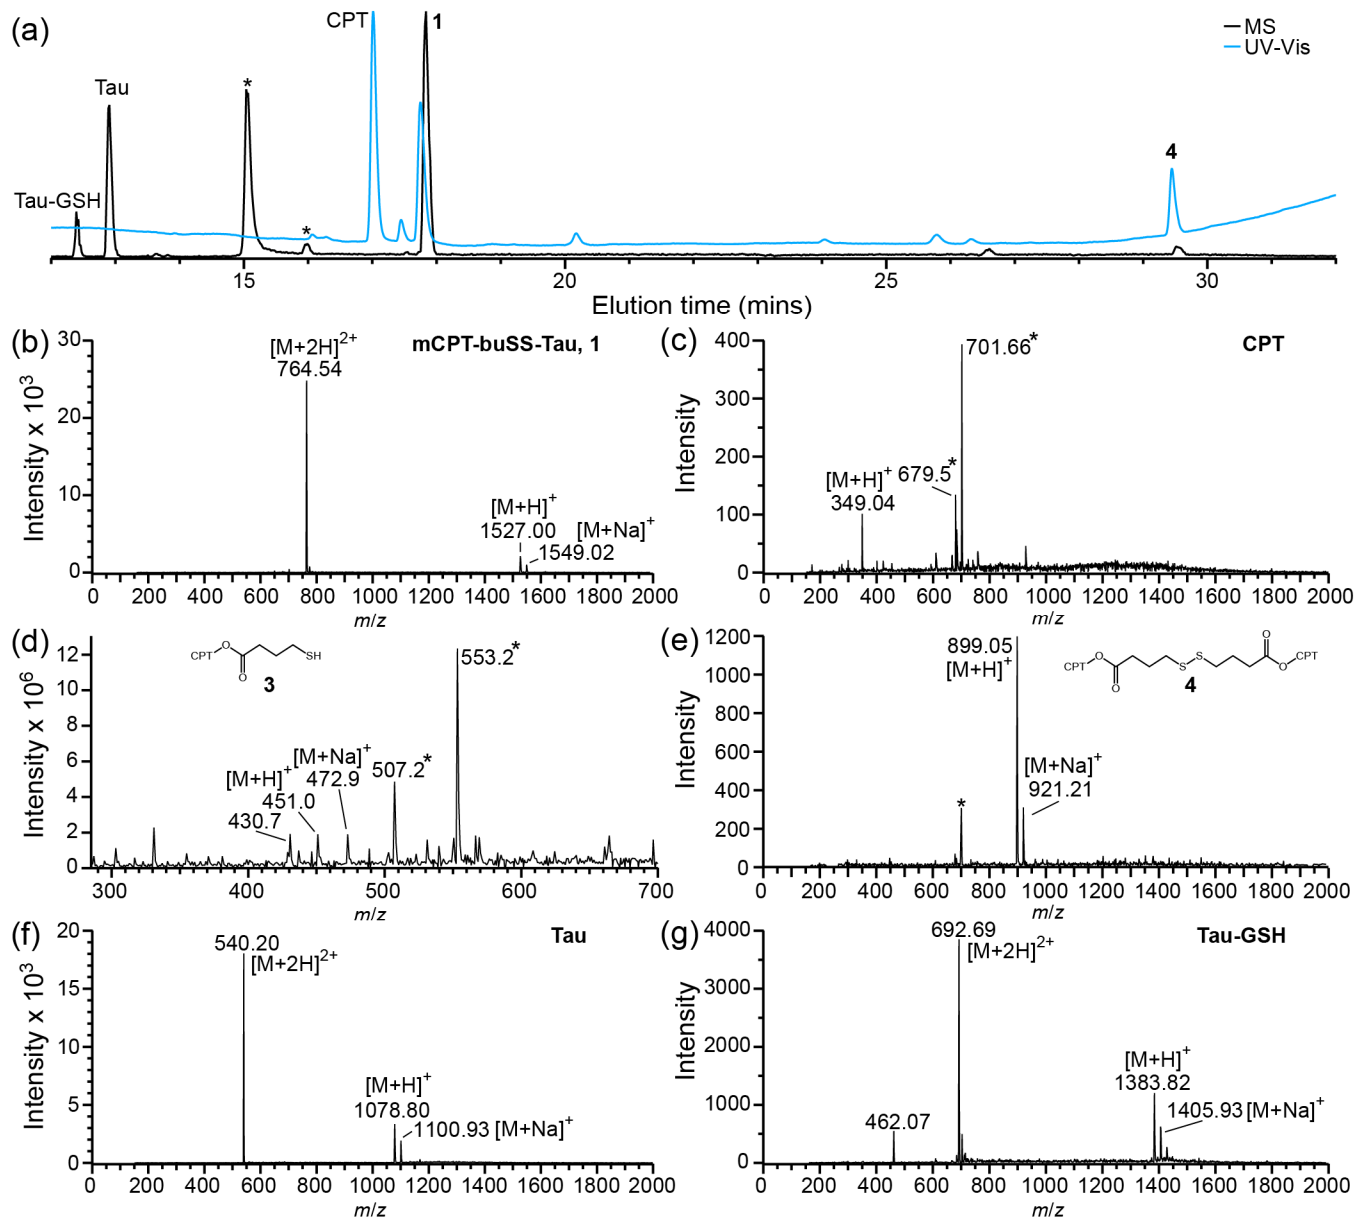 (a)
CPT
1
MS
UV-Vis
Tau
*
Tau-GSH
*
4
15
20
25
30
Elution time (mins)
(b)
mCPT-buSS-Tau, 1
[M+2H]2+
764.54
[M+H]+
1527.00
[M+Na]+
1549.02
30
20
10
0
Intensity x 10³
0 200 400 600 800 1000 1200 1400 1600 1800 2000
m/z
(c)
CPT
701.66*
679.5*
[M+H]+
349.04
400
300
200
100
0
Intensity
0 200 400 600 800 1000 1200 1400 1600 1800 2000
m/z
(d)
CPT
O
O
SH
3
553.2*
507.2*
[M+Na]+
472.9
[M+H]+
451.0
430.7
12
10
8
6
4
2
0
Intensity x 10⁶
300 400 500 600 700
m/z
(e)
899.05
[M+H]+
[M+Na]+
921.21
*
CPT
O
O
S
S
O
O
CPT
4
1200
1000
800
600
400
200
0
Intensity
0 200 400 600 800 1000 1200 1400 1600 1800 2000
m/z
(f)
Tau
540.20
[M+2H]2+
[M+H]+
1078.80
1100.93 [M+Na]+
20
15
10
5
0
Intensity x 10³
0 200 400 600 800 1000 1200 1400 1600 1800 2000
m/z
(g)
Tau-GSH
692.69
[M+2H]2+
[M+H]+
1383.82
1405.93 [M+Na]+
462.07
4000
3000
2000
1000
0
Intensity
0 200 400 600 800 1000 1200 1400 1600 1800 2000
m/z